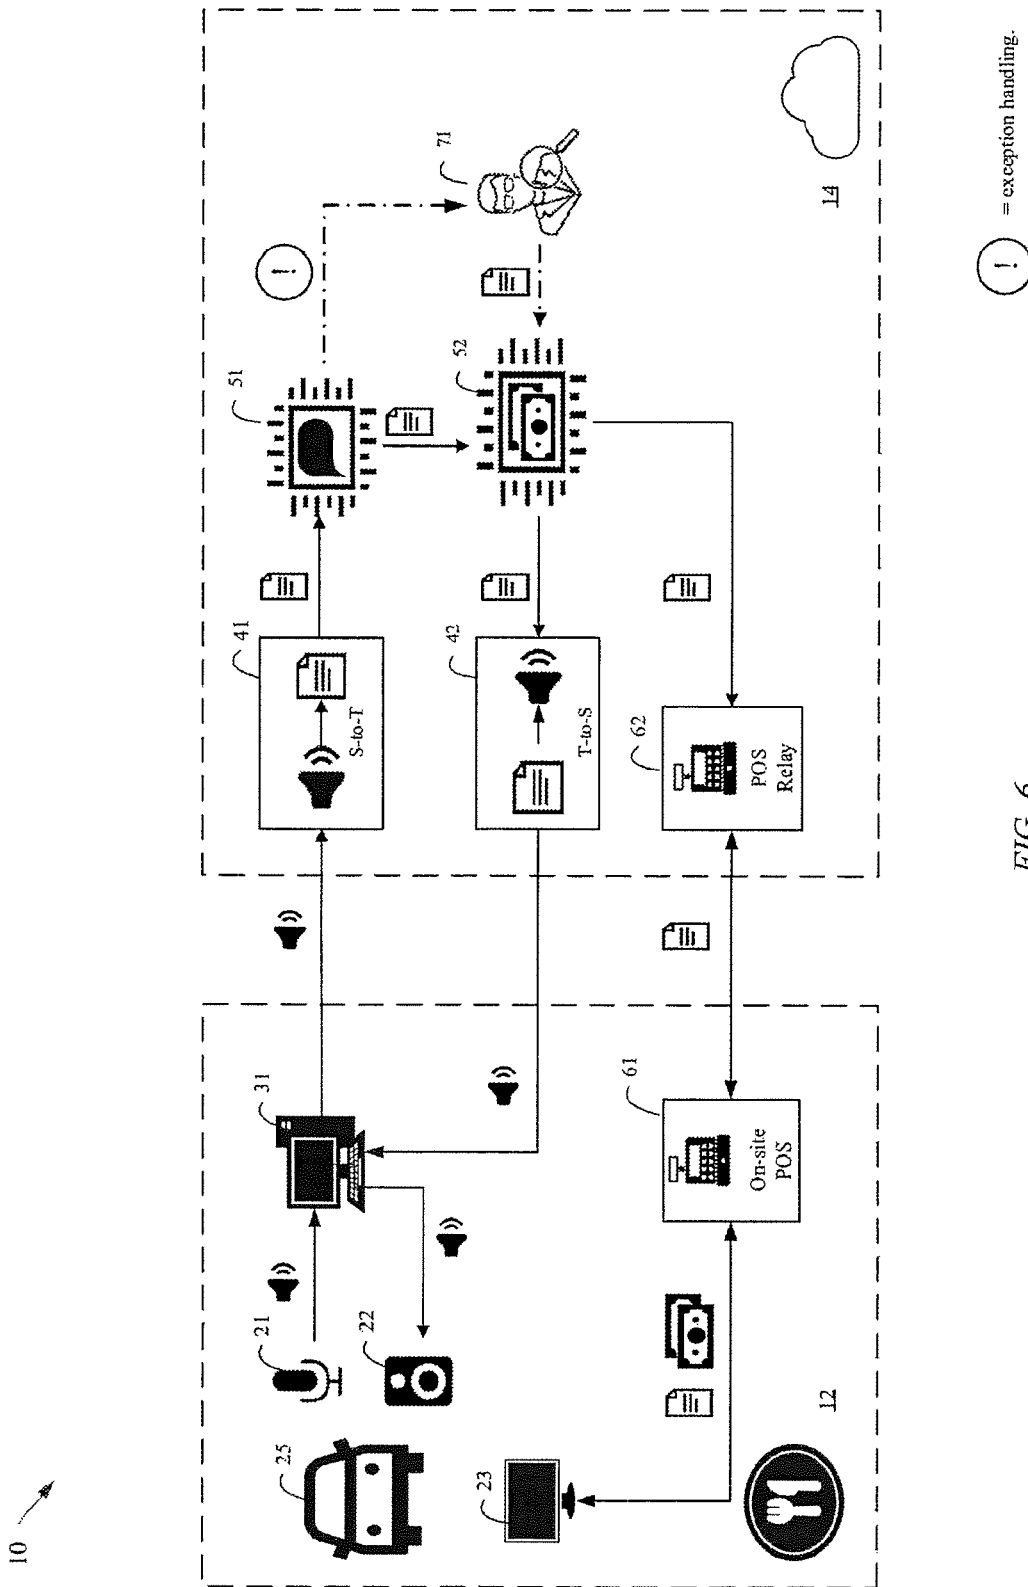 10
25
21
22
23
12
31
61
On-site
POS
41
S-to-T
42
T-to-S
62
POS
Relay
51
52
!
71
14
FIG. 6
! = exception handling.